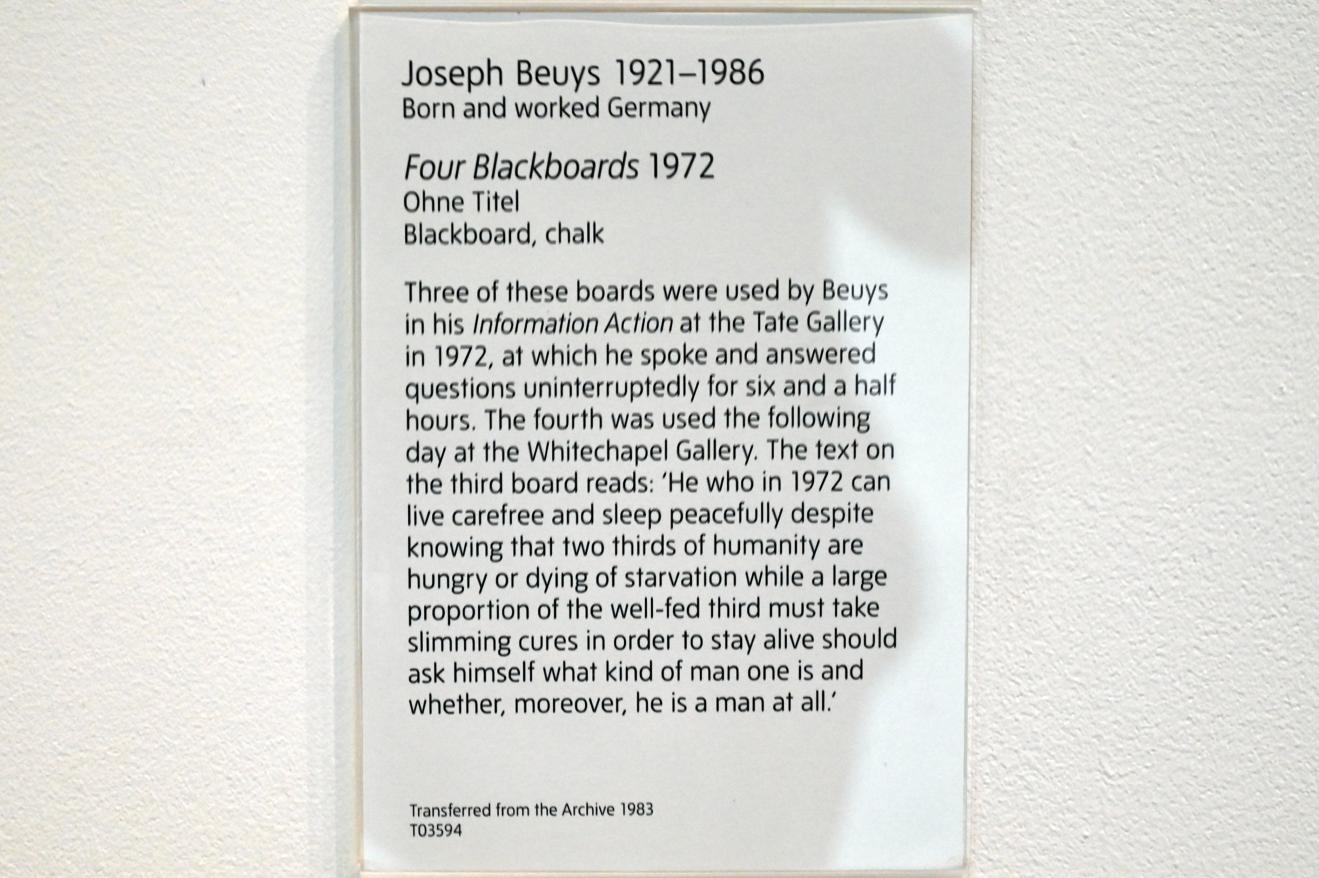 Joseph Beuys 1921–1986
Born and worked Germany
Four Blackboards 1972
Ohne Titel
Blackboard, chalk
Three of these boards were used by Beuys
in his Information Action at the Tate Gallery
in 1972, at which he spoke and answered
questions uninterruptedly for six and a half
hours. The fourth was used the following
day at the Whitechapel Gallery. The text on
the third board reads: ‘He who in 1972 can
live carefree and sleep peacefully despite
knowing that two thirds of humanity are
hungry or dying of starvation while a large
proportion of the well-fed third must take
slimming cures in order to stay alive should
ask himself what kind of man one is and
whether, moreover, he is a man at all.’
Transferred from the Archive 1983
T03594